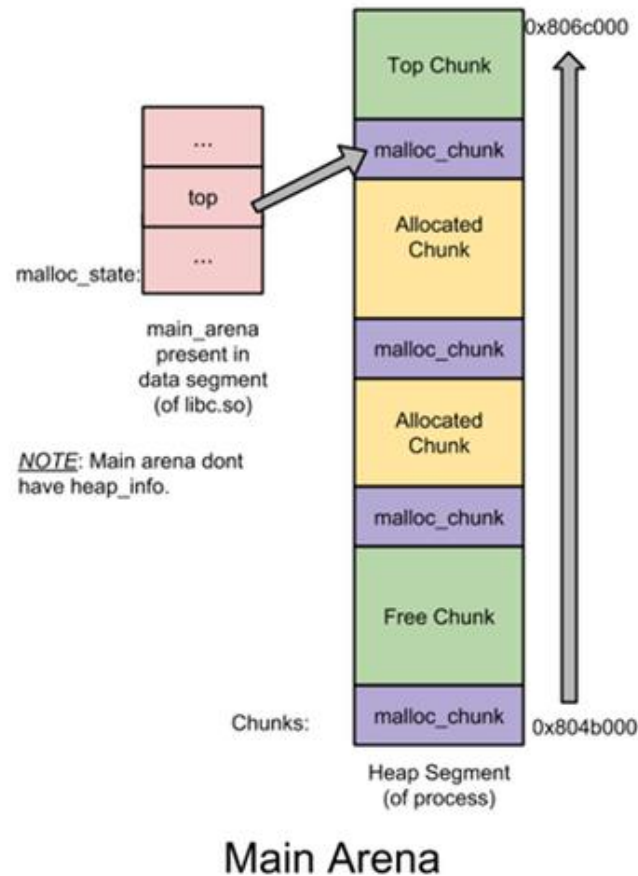 0x806c000
Top Chunk
malloc_chunk
...
top
...
malloc_state:
main_arena
present in
data segment
(of libc.so)
NOTE: Main arena dont
have heap_info.
Allocated
Chunk
malloc_chunk
Allocated
Chunk
malloc_chunk
Free Chunk
Chunks:
malloc_chunk
0x804b000
Heap Segment
(of process)
Main Arena